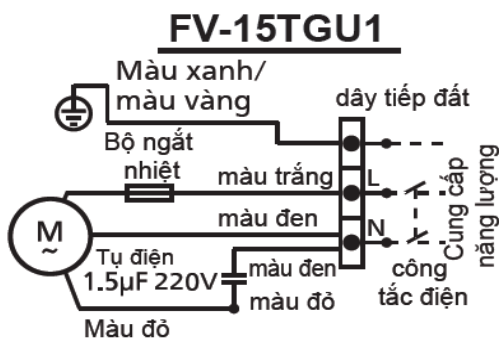 FV-15TGU1
Màu xanh/
màu vàng
dây tiếp đất
Bộ ngắt
nhiệt
màu trắng
L
màu đen
N
M
~
Tụ điện
1.5µF 220V
màu đen
màu đỏ
Màu đỏ
công
tắc điện
Cung cấp
năng lượng